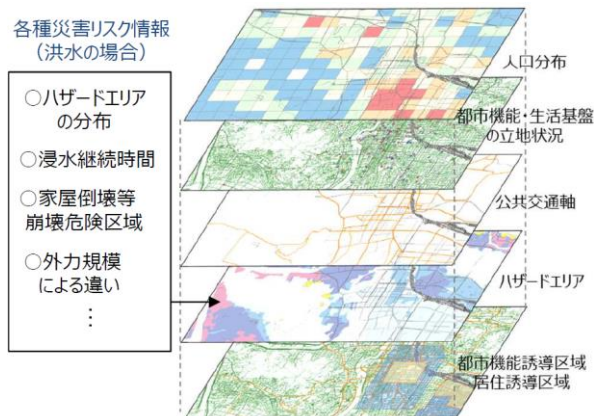 各種災害リスク情報
（洪水の場合）
○ハザードエリア
の分布
○浸水継続時間
○家屋倒壊等
崩壊危険区域
○外力規模
による違い
⋮
人口分布
都市機能・生活基盤
の立地状況
公共交通軸
ハザードエリア
都市機能誘導区域
居住誘導区域